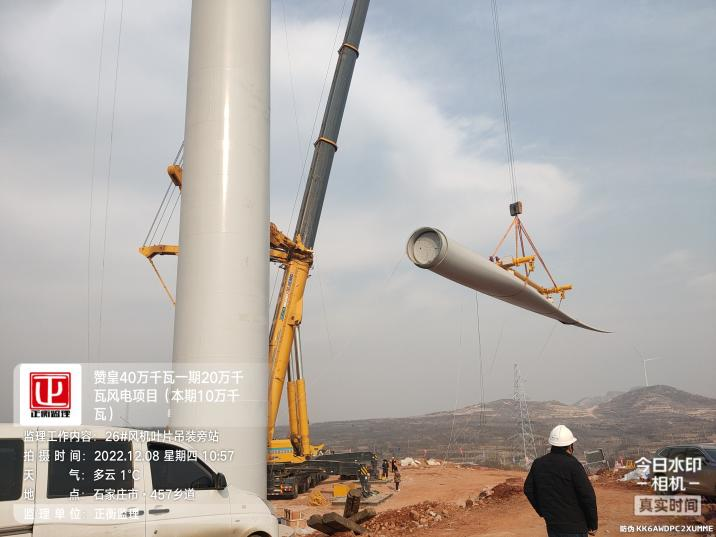 正衡监理
赞皇40万千瓦一期20万千
瓦风电项目（本期10万千
瓦）
监理工作内容：26#风机叶片吊装旁站
拍摄时间：2022.12.08 星期四 10:57
天气：多云 1℃
地点：石家庄市·457乡道
监理单位：正衡监理
今日水印
相机
真实时间
防伪 KK6AWDPC2XUMME